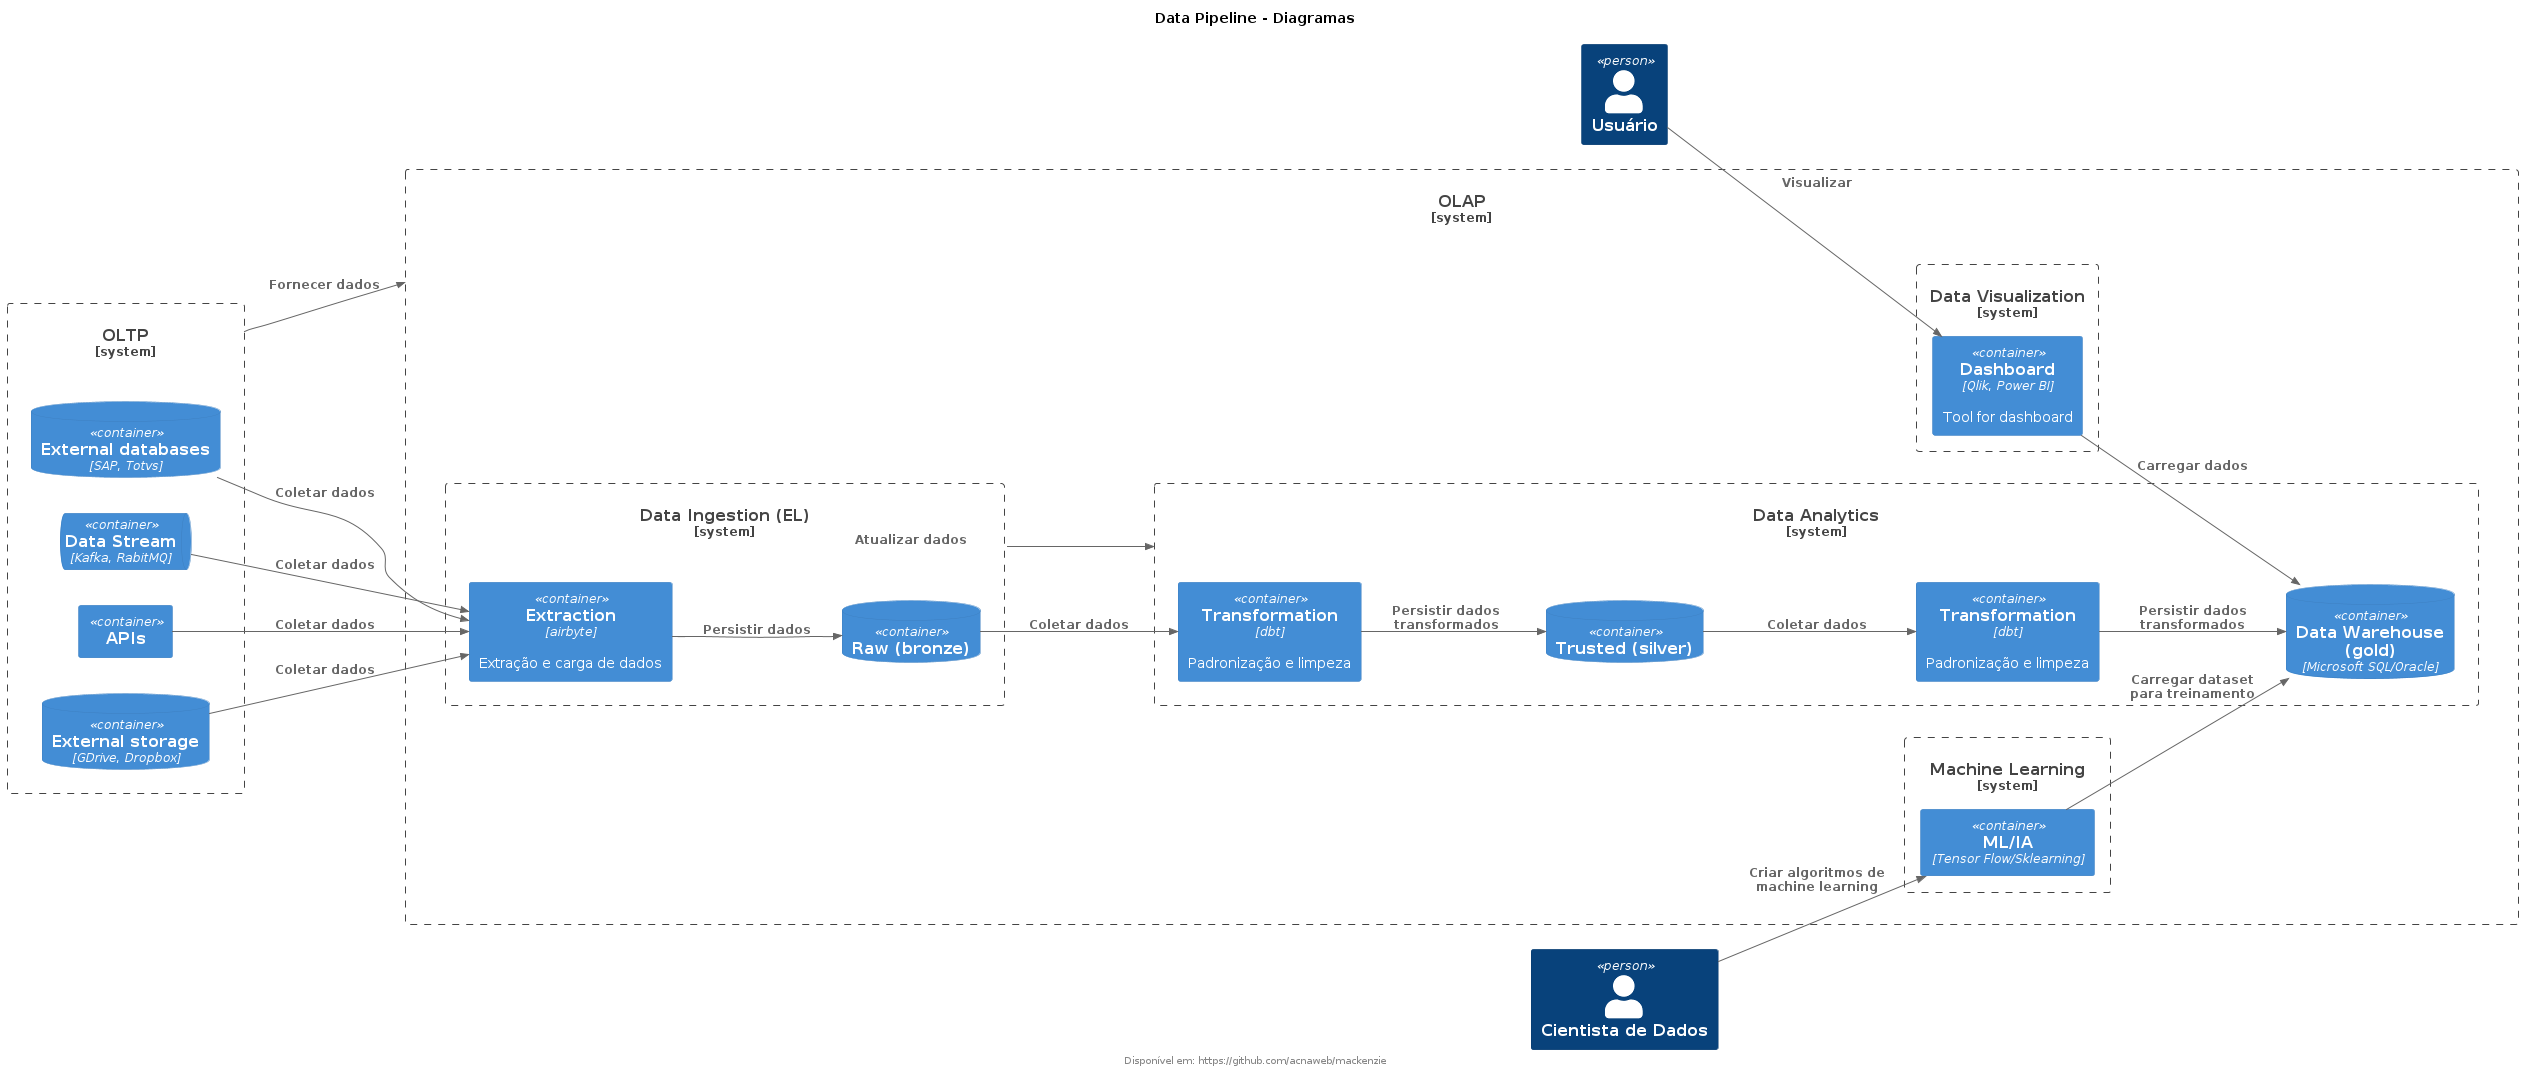 Data Pipeline - Diagramas
«person»
Usuário
Visualizar
OLAP
[system]
Fornecer dados
OLTP
[system]
«container»
External databases
[SAP, Totvs]
«container»
Data Stream
[Kafka, RabitMQ]
«container»
APIs
«container»
External storage
[GDrive, Dropbox]
Coletar dados
Coletar dados
Coletar dados
Coletar dados
Data Ingestion (EL)
[system]
Atualizar dados
«container»
Extraction
[airbyte]
Extração e carga de dados
Persistir dados
«container»
Raw (bronze)
Coletar dados
Data Visualization
[system]
«container»
Dashboard
[Qlik, Power BI]
Tool for dashboard
Carregar dados
Data Analytics
[system]
«container»
Transformation
[dbt]
Padronização e limpeza
Persistir dados
transformados
«container»
Trusted (silver)
Coletar dados
«container»
Transformation
[dbt]
Padronização e limpeza
Persistir dados
transformados
«container»
Data Warehouse
(gold)
[Microsoft SQL/Oracle]
Carregar dataset
para treinamento
Machine Learning
[system]
«container»
ML/IA
[Tensor Flow/Sklearning]
Criar algoritmos de
machine learning
«person»
Cientista de Dados
Disponível em: https://github.com/acnaweb/mackenzie